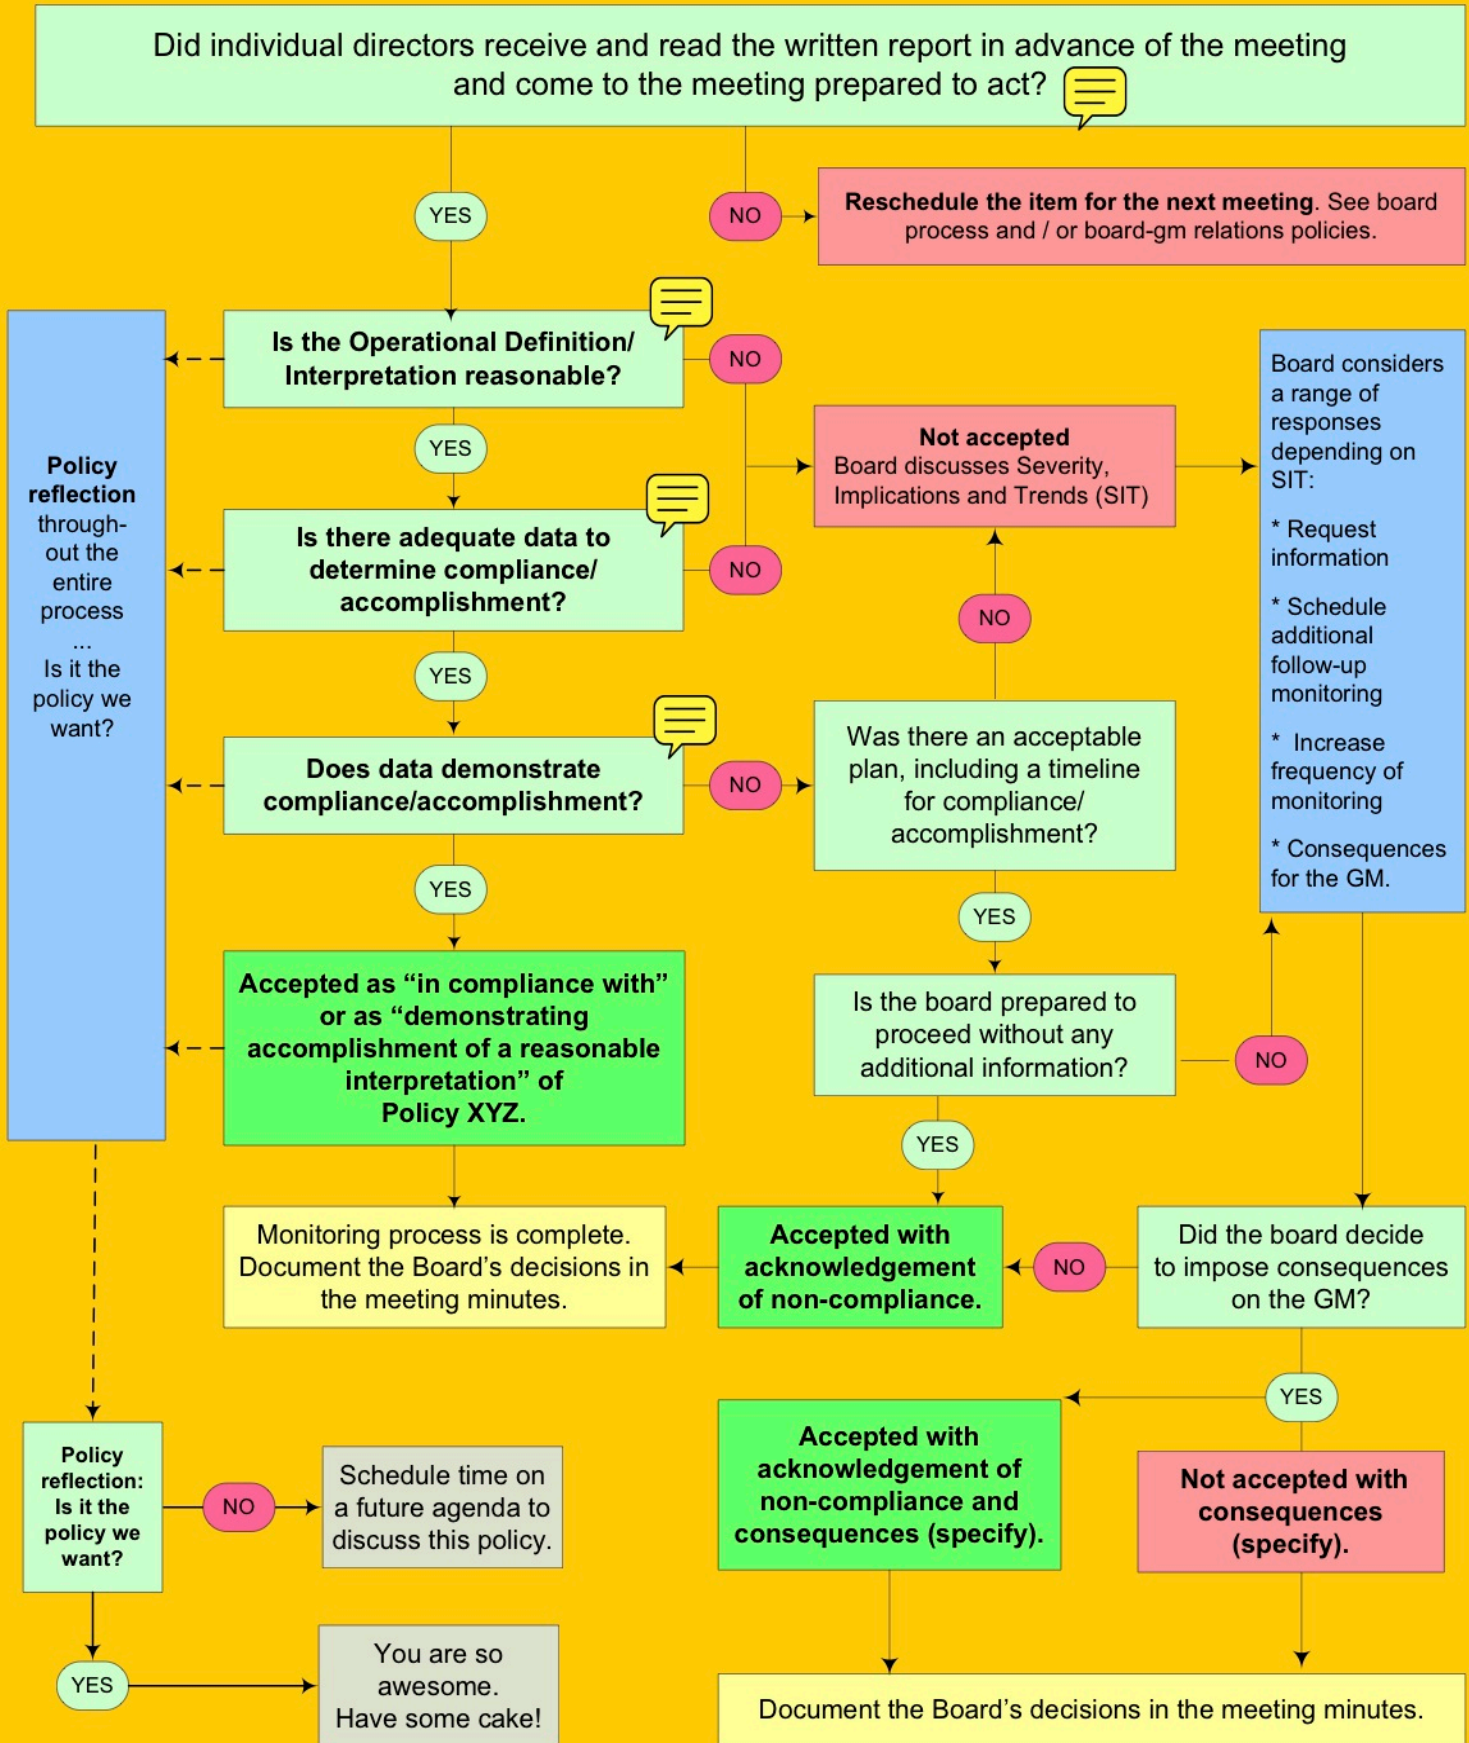 Did individual directors receive and read the written report in advance of the meeting
and come to the meeting prepared to act?
YES
NO
Reschedule the item for the next meeting. See board
process and / or board-gm relations policies.
Is the Operational Definition/
Interpretation reasonable?
NO
YES
Policy
reflection
through-
out the
entire
process
...
Is it the
policy we
want?
Not accepted
Board discusses Severity,
Implications and Trends (SIT)
Board considers
a range of
responses
depending on
SIT:
* Request
information
* Schedule
additional
follow-up
monitoring
* Increase
frequency of
monitoring
* Consequences
for the GM.
Is there adequate data to
determine compliance/
accomplishment?
NO
NO
YES
Does data demonstrate
compliance/accomplishment?
NO
Was there an acceptable
plan, including a timeline
for compliance/
accomplishment?
YES
YES
Accepted as “in compliance with”
or as “demonstrating
accomplishment of a reasonable
interpretation” of
Policy XYZ.
Is the board prepared to
proceed without any
additional information?
NO
YES
Monitoring process is complete.
Document the Board’s decisions in
the meeting minutes.
Accepted with
acknowledgement
of non-compliance.
NO
Did the board decide
to impose consequences
on the GM?
YES
Accepted with
acknowledgement of
non-compliance and
consequences (specify).
Not accepted with
consequences
(specify).
Policy
reflection:
Is it the
policy we
want?
NO
Schedule time on
a future agenda to
discuss this policy.
YES
You are so
awesome.
Have some cake!
Document the Board’s decisions in the meeting minutes.